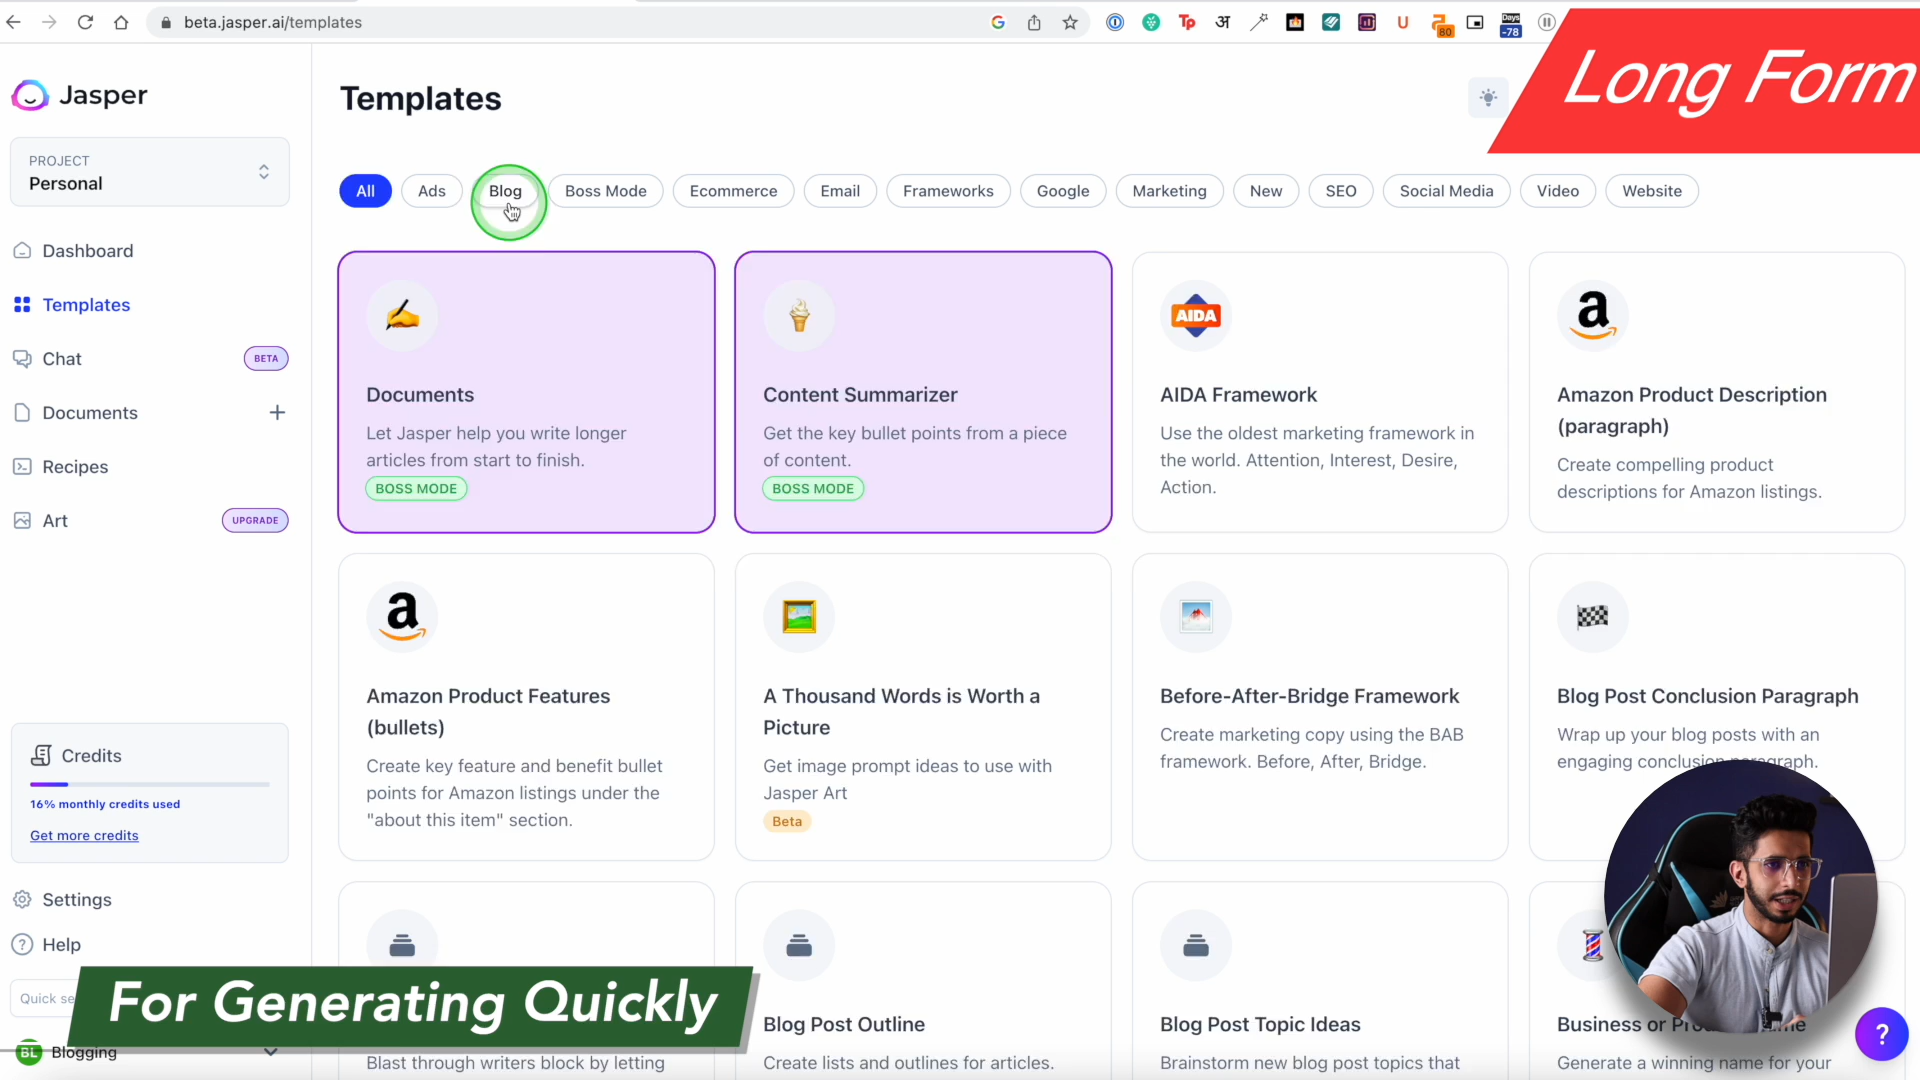 beta.jasper.ai/templates
Tp
अ
U
80
Days
-78
Long Form
Jasper
PROJECT
Personal
Dashboard
Templates
Chat
BETA
Documents
Recipes
Art
UPGRADE
Credits
16% monthly credits used
Get more credits
Settings
Help
Quick se
BL
Blogging
Templates
All
Ads
Blog
Boss Mode
Ecommerce
Email
Frameworks
Google
Marketing
New
SEO
Social Media
Video
Website
Documents
Let Jasper help you write longer
articles from start to finish.
BOSS MODE
Content Summarizer
Get the key bullet points from a piece
of content.
BOSS MODE
AIDA
AIDA Framework
Use the oldest marketing framework in
the world. Attention, Interest, Desire,
Action.
Amazon Product Description
(paragraph)
Create compelling product
descriptions for Amazon listings.
Amazon Product Features
(bullets)
Create key feature and benefit bullet
points for Amazon listings under the
"about this item" section.
A Thousand Words is Worth a
Picture
Get image prompt ideas to use with
Jasper Art
Beta
Before-After-Bridge Framework
Create marketing copy using the BAB
framework. Before, After, Bridge.
Blog Post Conclusion Paragraph
Wrap up your blog posts with an
engaging conclusion paragraph.
For Generating Quickly
Blast through writers block by letting
Blog Post Outline
Create lists and outlines for articles.
Blog Post Topic Ideas
Brainstorm new blog post topics that
Business or
Generate a winning name for your
?